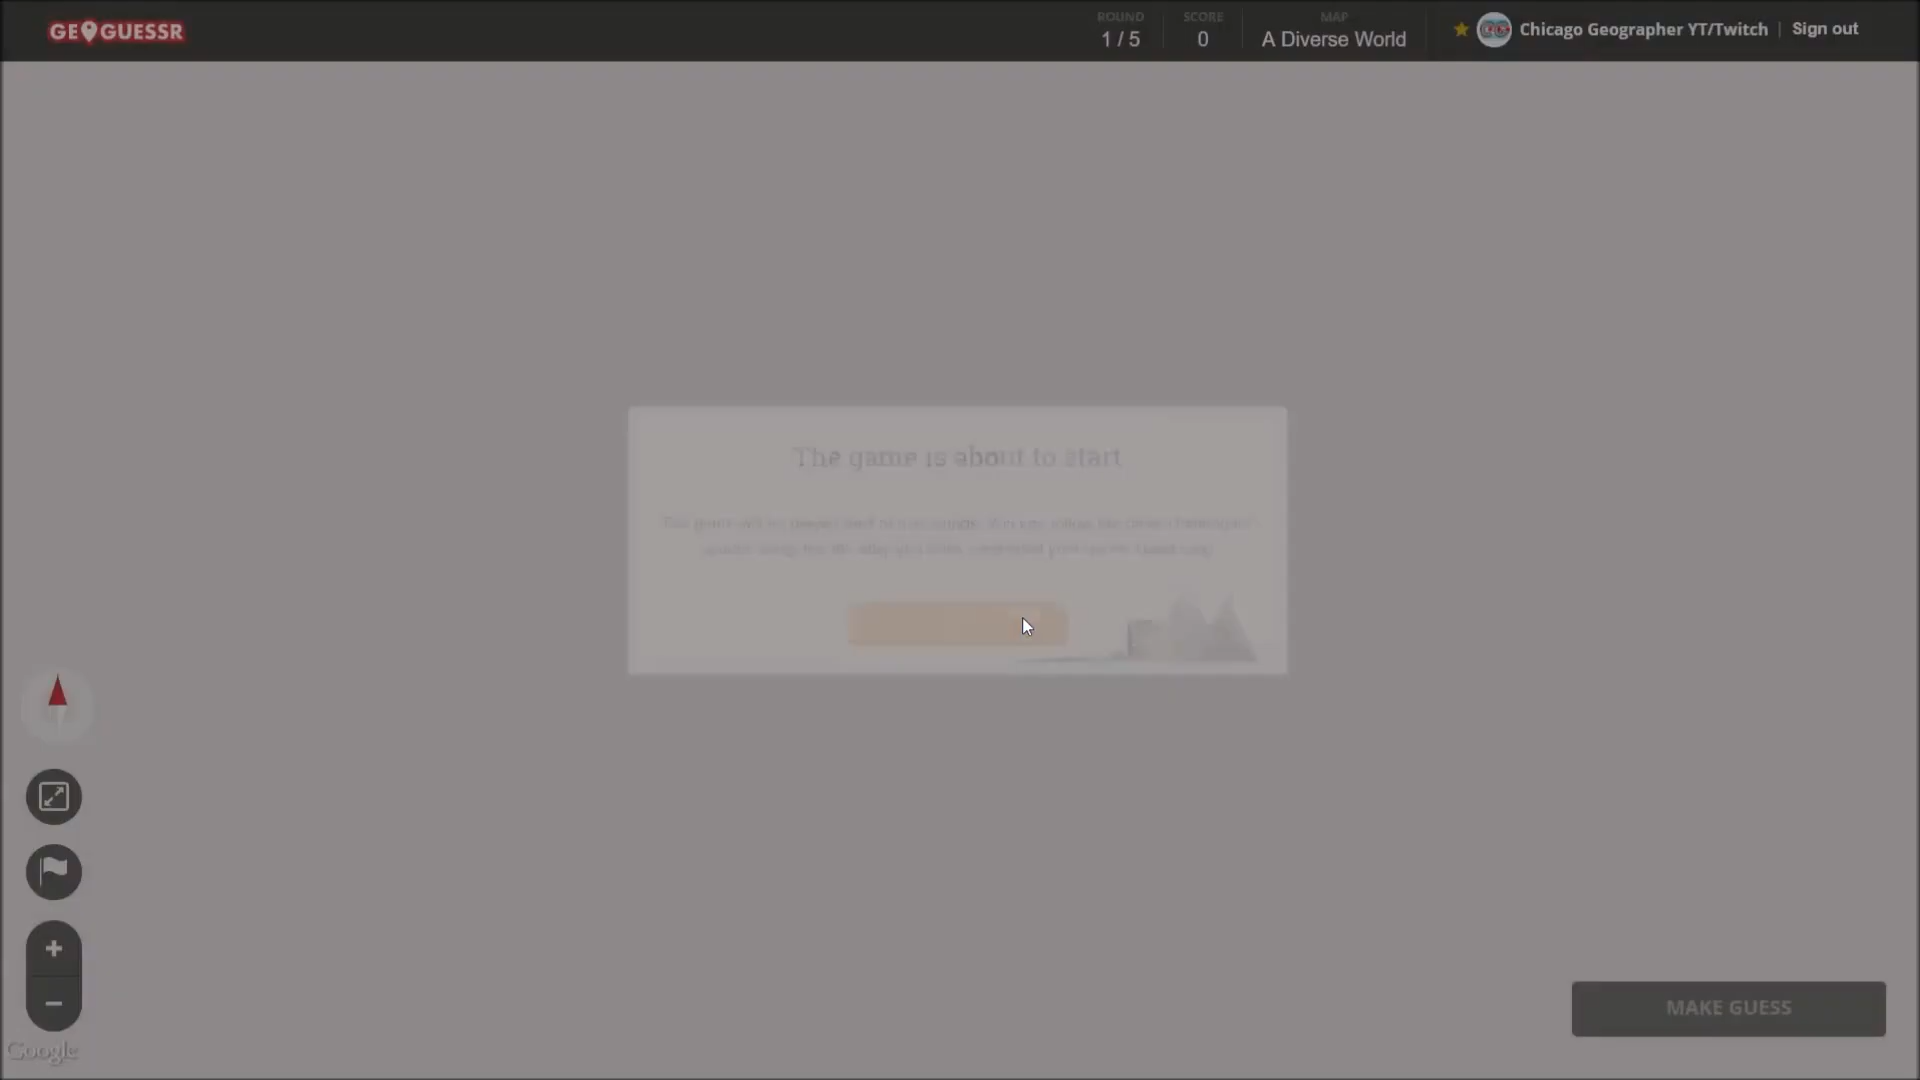 GEOGUESSR
ROUND
1 / 5
SCORE
0
MAP
A Diverse World
Chicago Geographer YT/Twitch | Sign out
The game is about to start
MAKE GUESS
Google